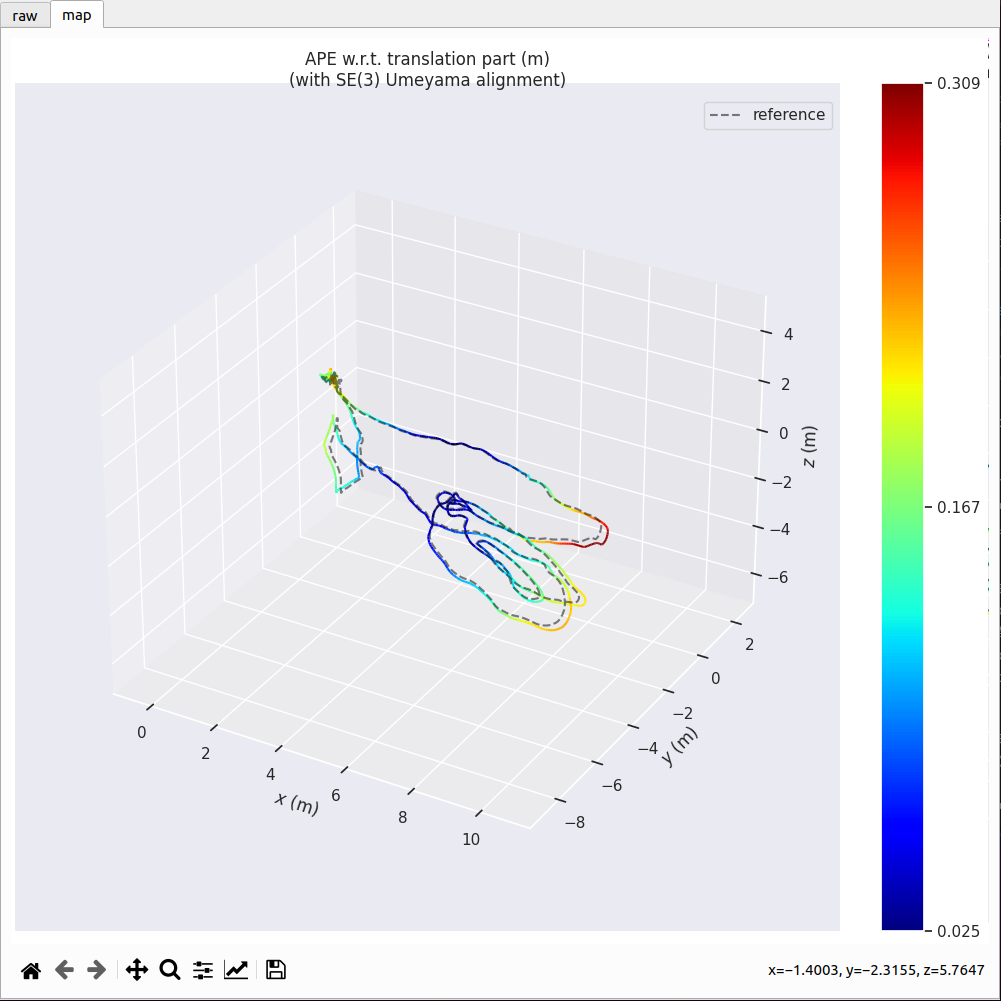 raw
map
APE w.r.t. translation part (m)
(with SE(3) Umeyama alignment)
reference
0.309
0.167
0.025
4
2
0
−2
−4
−6
z (m)
2
0
−2
−4
−6
−8
y (m)
0
2
4
6
8
10
x (m)
x=−1.4003, y=−2.3155, z=5.7647